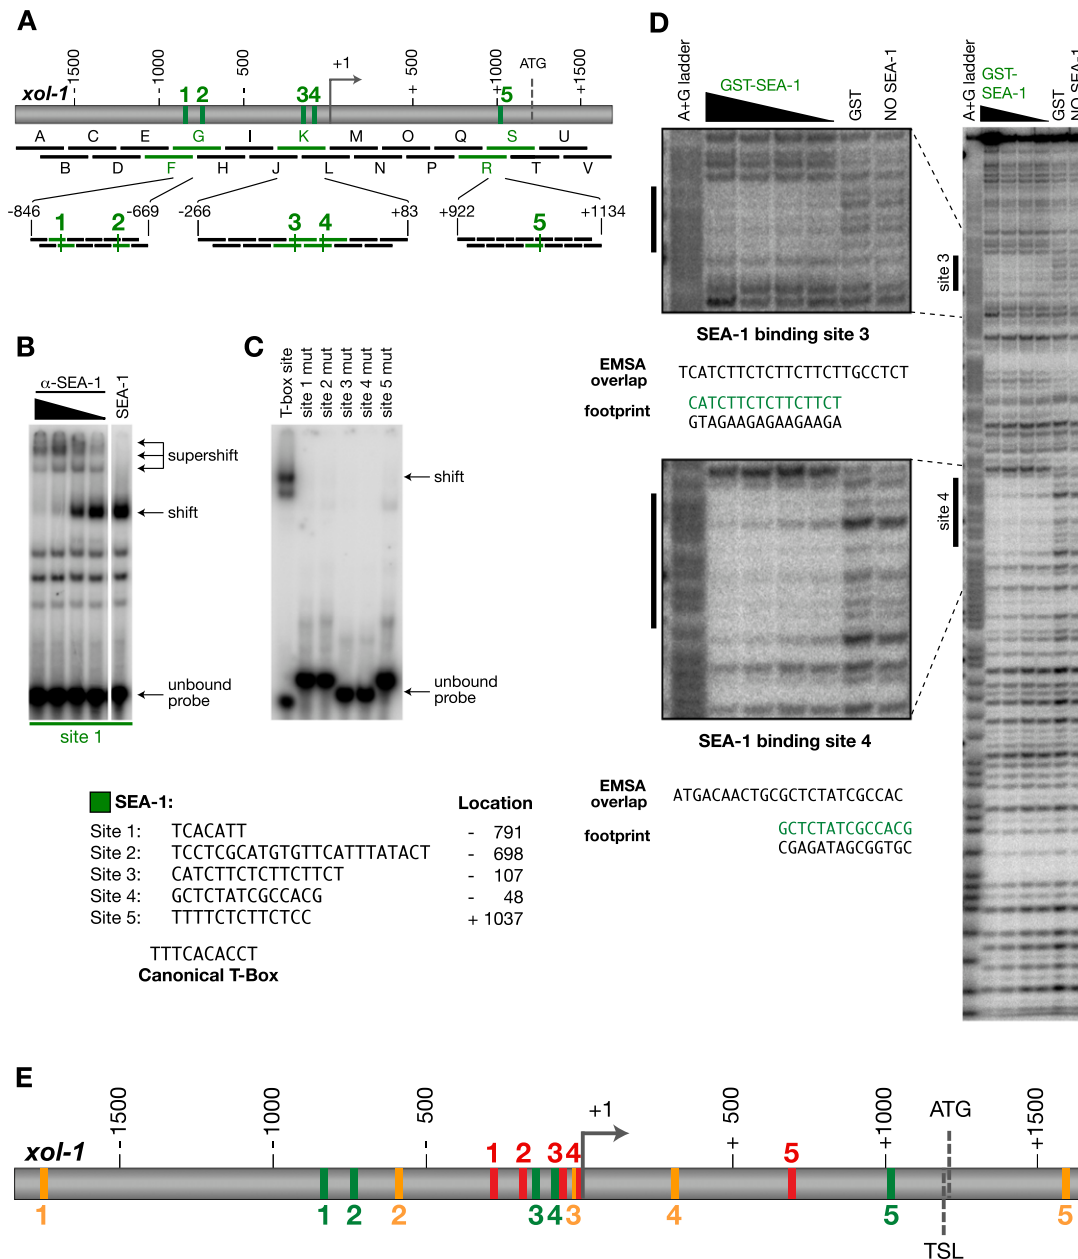 A
- 1500
- 1000
500
+1
+ 500
+1000
ATG
+1500
xol-1
1 2 34 5
A C E G I K M O Q S U
B D F H J L N P R T V
-846 -669 -266 +83 +922 +1134
1 2 3 4 5
B
α-SEA-1
SEA-1
supershift
shift
unbound
probe
site 1
C
T-box site
site 1 mut
site 2 mut
site 3 mut
site 4 mut
site 5 mut
shift
unbound
probe
SEA-1:
Location
Site 1: TCACATT - 791
Site 2: TCCTCGCATGTGTTCATTTATACT - 698
Site 3: CATCTTCTCTTCTTCT - 107
Site 4: GCTCTATCGCCACG - 48
Site 5: TTTTCTCTTCTCC + 1037
TTTCACACCT
Canonical T-Box
D
A+G ladder
GST-SEA-1
GST
NO SEA-1
SEA-1 binding site 3
EMSA
overlap
TCATCTTCTCTTCTTCTTGCCTCT
footprint
CATCTTCTCTTCTTCT
GTAGAAGAGAAGAAGA
SEA-1 binding site 4
EMSA
overlap
ATGACAACTGCGCTCTATCGCCAC
footprint
GCTCTATCGCCACG
CGAGATAGCGGTGC
A+G ladder
GST-
SEA-1
GST
NO SEA-1
site 3
site 4
E
- 1500
- 1000
- 500
+1
+ 500
+ 1000
ATG
+ 1500
xol-1
1 2 3 4 5
1 1 2 2 3 4 3 4 5 5
TSL